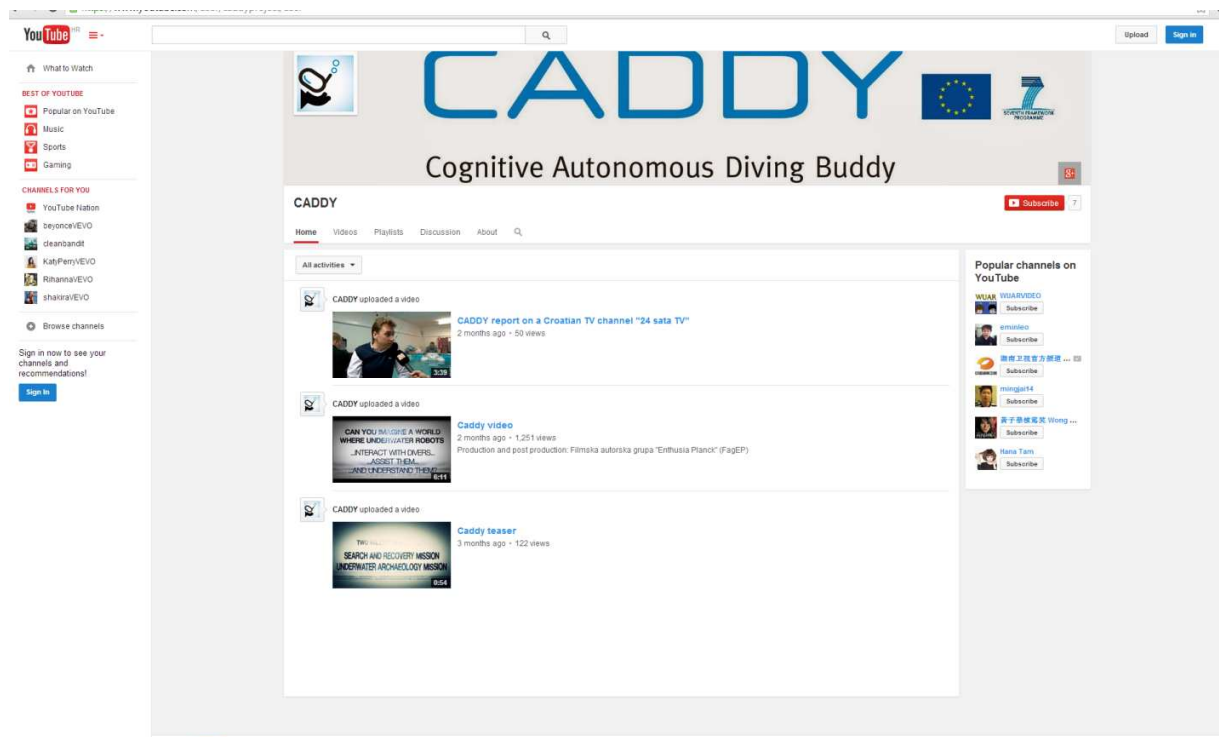 You Tube HR
Upload
Sign in
What to Watch
BEST OF YOUTUBE
Popular on YouTube
Music
Sports
Gaming
CHANNELS FOR YOU
YouTube Nation
beyonceVEVO
cleanbandit
KatyPerryVEVO
RihannaVEVO
shakiraVEVO
Browse channels
Sign in now to see your
channels and
recommendations!
Sign In
CADDY
SEVENTH FRAMEWORK
PROGRAMME
Cognitive Autonomous Diving Buddy
CADDY
Subscribe 7
Home Videos Playlists Discussion About
All activities
CADDY uploaded a video
CADDY report on a Croatian TV channel "24 sata TV"
2 months ago • 50 views
3:39
CADDY uploaded a video
CAN YOU IMAGINE A WORLD
WHERE UNDERWATER ROBOTS
...INTERACT WITH DIVERS...
...ASSIST THEM...
...AND UNDERSTAND THEM?
6:11
Caddy video
2 months ago • 1,251 views
Production and post production: Filmska autorska grupa "Enthusia Planck" (FagEP)
CADDY uploaded a video
SEARCH AND RECOVERY MISSION
UNDERWATER ARCHAEOLOGY MISSION
0:54
Caddy teaser
3 months ago • 122 views
Popular channels on
YouTube
WUARVIDEO
Subscribe
eminleo
Subscribe
Subscribe
mingjai14
Subscribe
Wong ...
Subscribe
Hana Tam
Subscribe